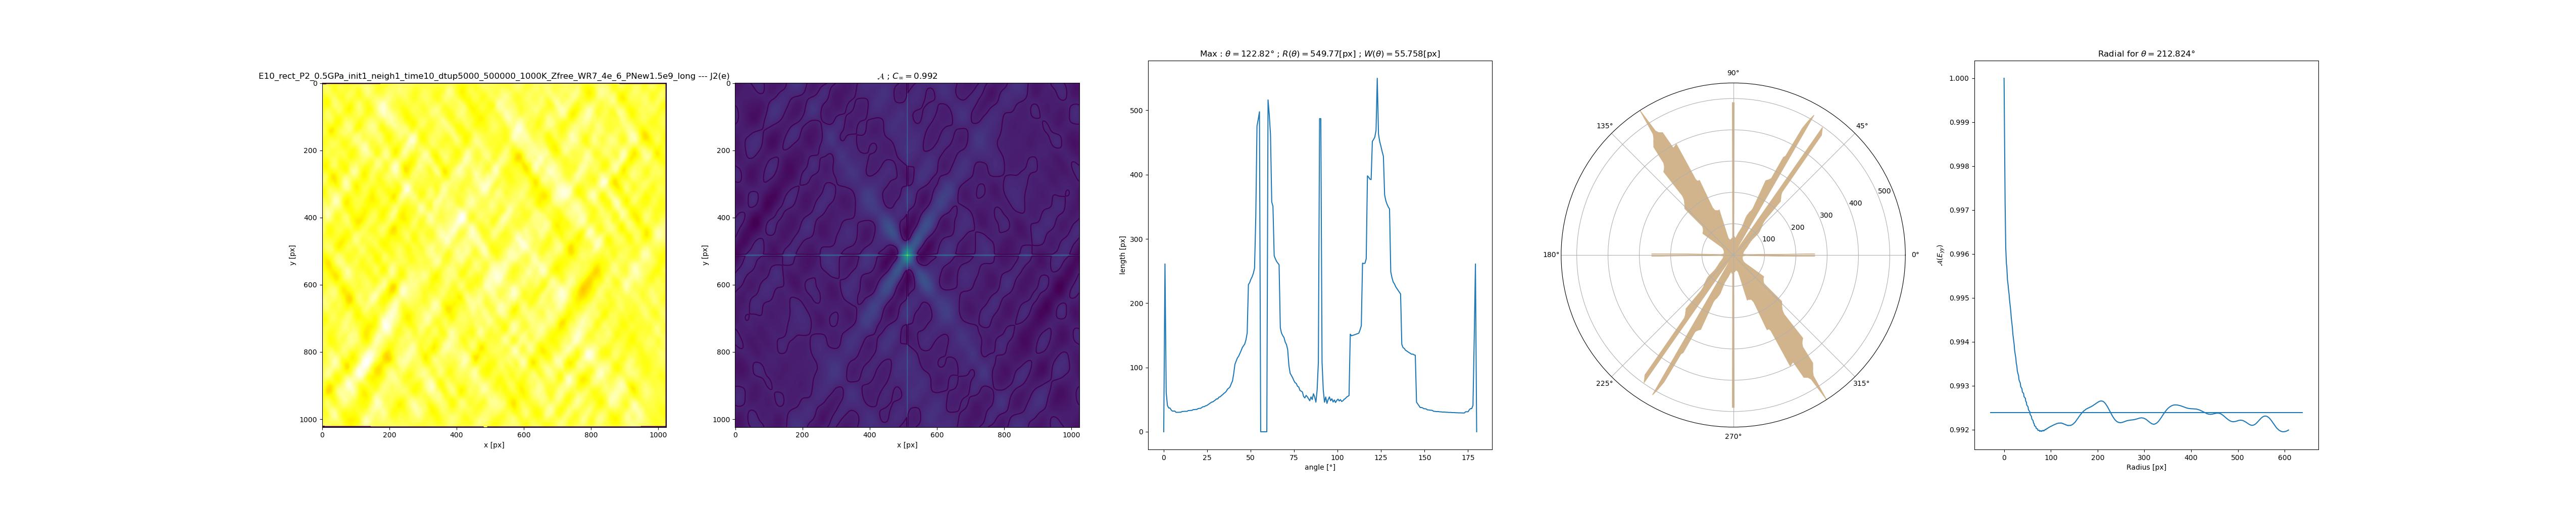 E10_rect_P2_0.5GPa_init1_neigh1_time10_dtup5000_500000_1000K_Zfree_WR7_4e_6_PNew1.5e9_long --- J2(e)
0
200
400
600
800
1000
y [px]
0 200 400 600 800 1000
x [px]
𝒜 ; C∞ = 0.992
0
200
400
600
800
1000
y [px]
0 200 400 600 800 1000
x [px]
Max : θ = 122.82° ; R(θ) = 549.77[px] ; W(θ) = 55.758[px]
500
400
300
200
100
0
length [px]
0 25 50 75 100 125 150 175
angle [°]
90°
135° 45°
180° 0°
225° 315°
270°
100 200 300 400 500
Radial for θ = 212.824°
1.000
0.999
0.998
0.997
0.996
0.995
0.994
0.993
0.992
𝒜(Eyy)
0 100 200 300 400 500 600
Radius [px]